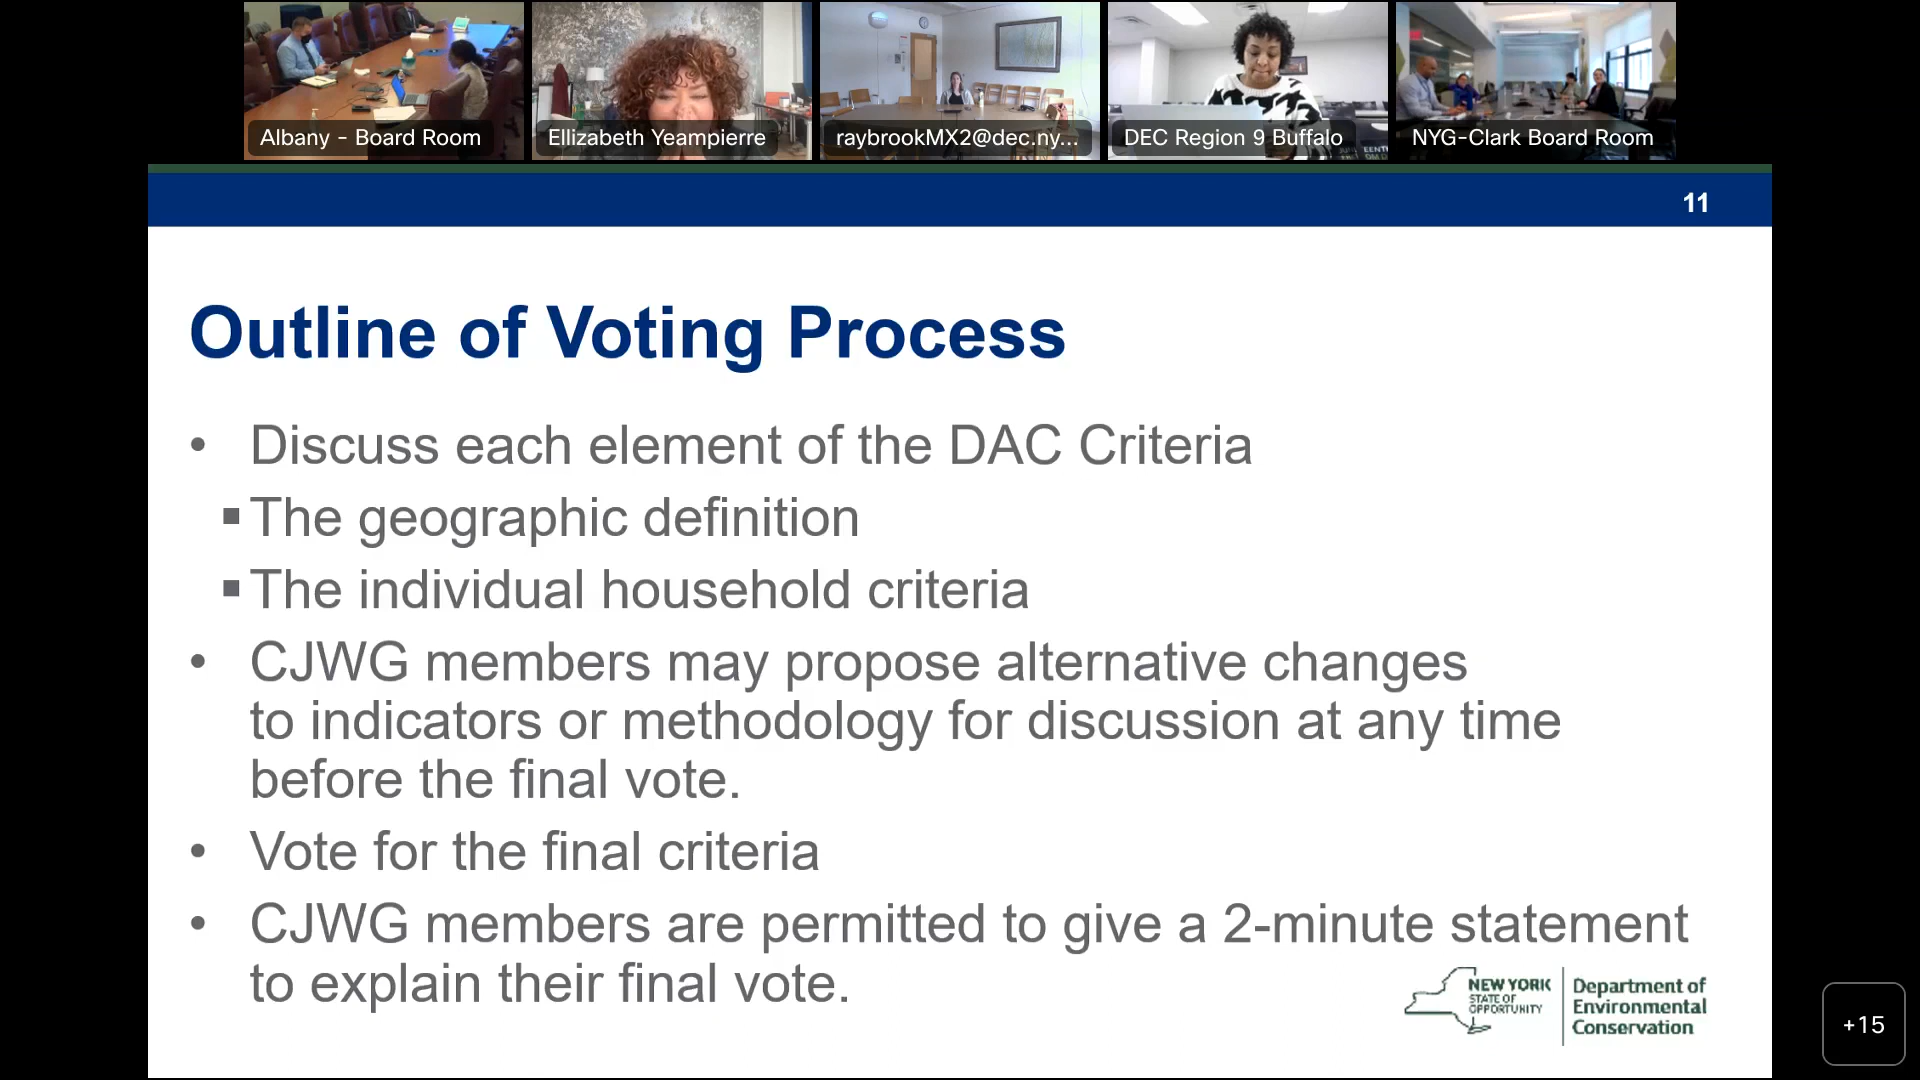 Albany - Board Room
Ellizabeth Yeampierre
raybrookMX2@dec.ny...
DEC Region 9 Buffalo
NYG-Clark Board Room
11
Outline of Voting Process
• Discuss each element of the DAC Criteria
▪ The geographic definition
▪ The individual household criteria
• CJWG members may propose alternative changes
to indicators or methodology for discussion at any time
before the final vote.
• Vote for the final criteria
• CJWG members are permitted to give a 2-minute statement
to explain their final vote.
NEW YORK
STATE OF
OPPORTUNITY
Department of
Environmental
Conservation
+15